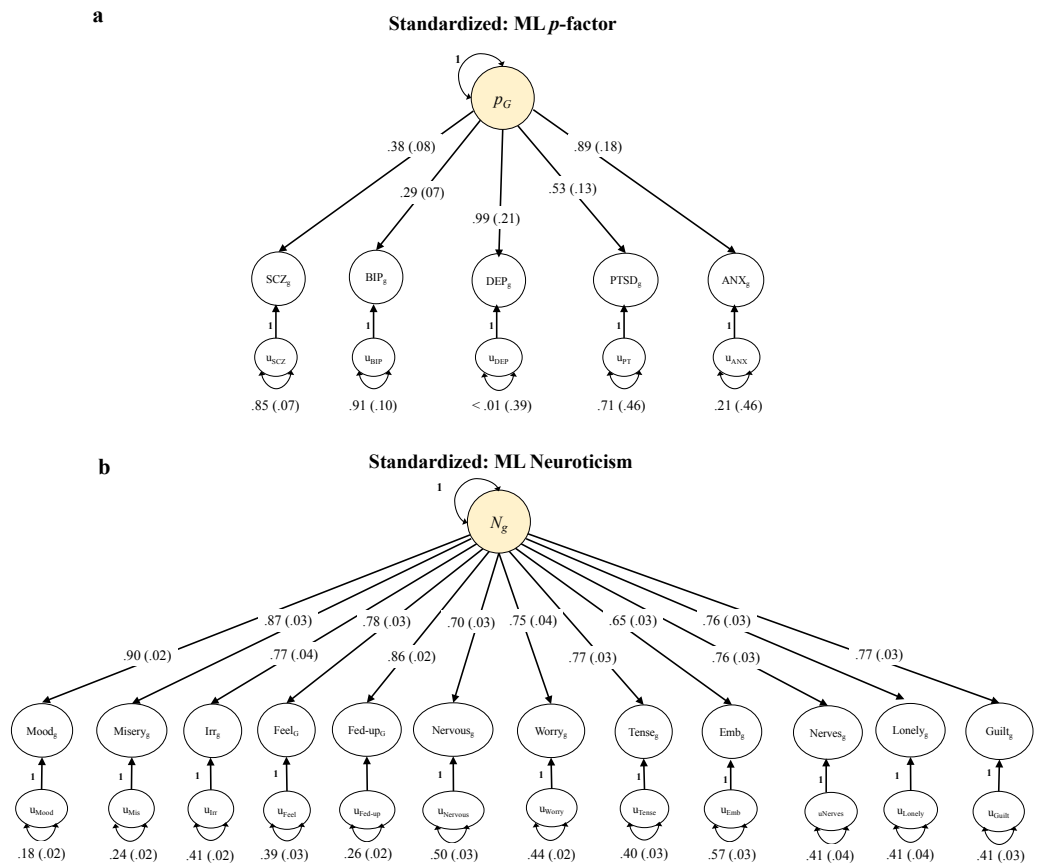 a
Standardized: ML p-factor
1
pG
.38 (.08)
.89 (.18)
.29 (07)
.53 (.13)
.99 (.21)
SCZg
BIPg
DEPg
PTSDg
ANXg
1 1 1 1 1
uSCZ
uBIP
uDEP
uPT
uANX
.85 (.07)
.91 (.10)
< .01 (.39)
.71 (.46)
.21 (.46)
b
Standardized: ML Neuroticism
1
Ng
.87 (.03)
.78 (.03)
.70 (.03)
.75 (.04)
.65 (.03)
.76 (.03)
.90 (.02)
.77 (.04)
.86 (.02)
.77 (.03)
.76 (.03)
.77 (.03)
Moodg
Miseryg
Irrg
FeelG
Fed-upG
Nervousg
Worryg
Tenseg
Embg
Nervesg
Lonelyg
Guiltg
1 1 1 1 1 1 1 1 1 1 1
uMood
uMis
uIrr
uFeel
uFed-up
uNervous
uWorry
uTense
uEmb
uNerves
uLonely
uGuilt
.18 (.02)
.24 (.02)
.41 (.02)
.39 (.03)
.26 (.02)
.50 (.03)
.44 (.02)
.40 (.03)
.57 (.03)
.41 (.04)
.41 (.04)
.41 (.03)